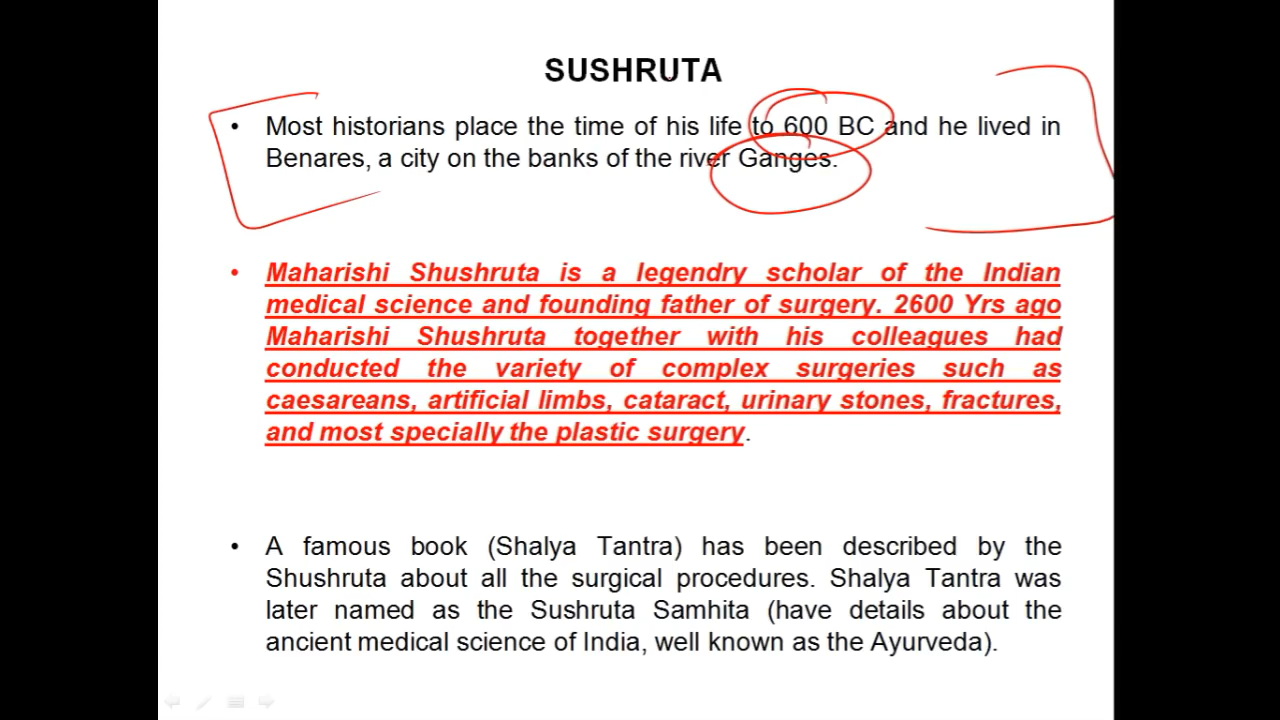 SUSHRUTA
• Most historians place the time of his life to 600 BC and he lived in
Benares, a city on the banks of the river Ganges.
• Maharishi Shushruta is a legendry scholar of the Indian
medical science and founding father of surgery. 2600 Yrs ago
Maharishi Shushruta together with his colleagues had
conducted the variety of complex surgeries such as
caesareans, artificial limbs, cataract, urinary stones, fractures,
and most specially the plastic surgery.
• A famous book (Shalya Tantra) has been described by the
Shushruta about all the surgical procedures. Shalya Tantra was
later named as the Sushruta Samhita (have details about the
ancient medical science of India, well known as the Ayurveda).